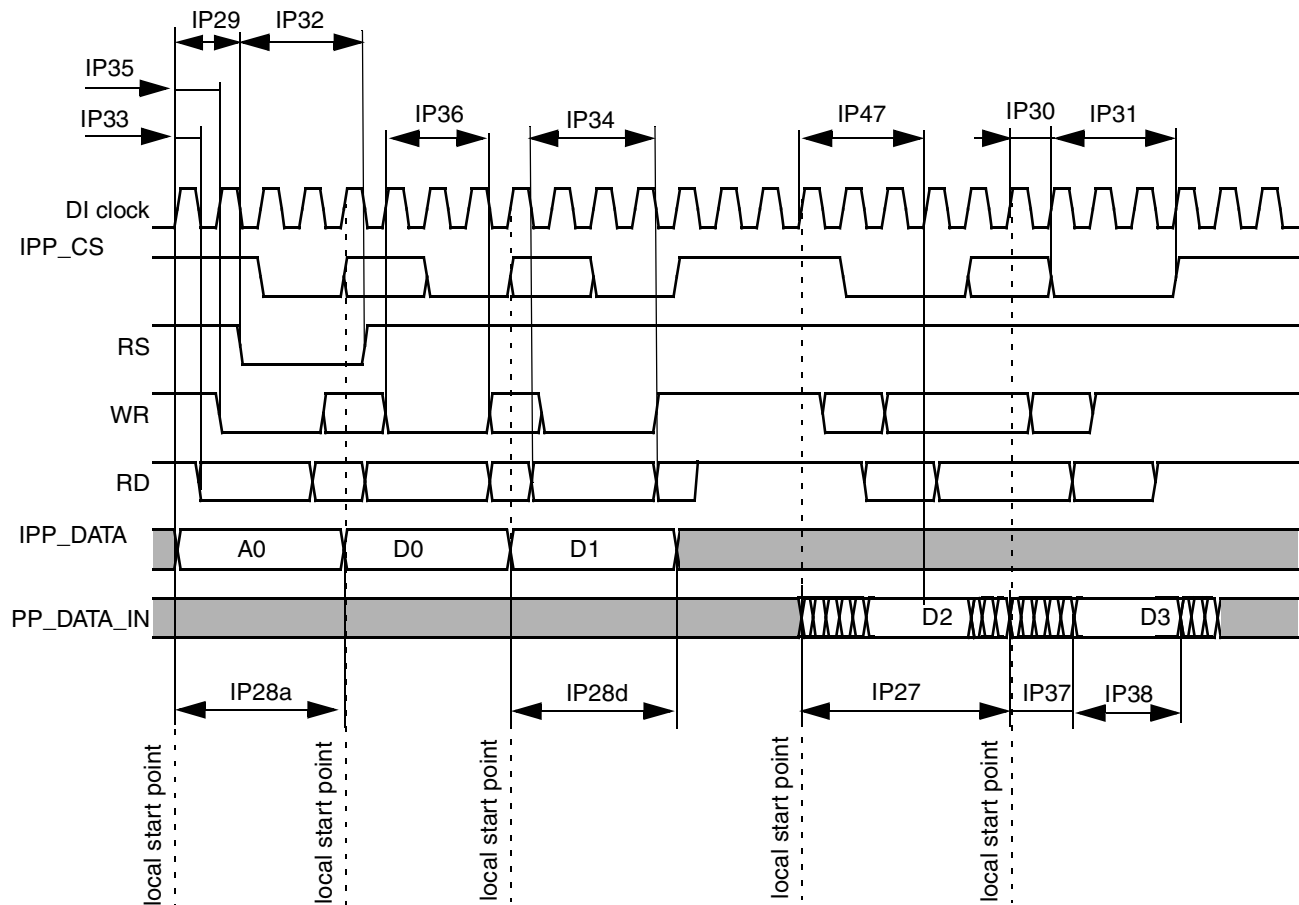 IP29
IP32
IP35
IP33
IP36
IP34
IP47
IP30
IP31
DI clock
IPP_CS
RS
WR
RD
IPP_DATA
A0
D0
D1
PP_DATA_IN
D2
D3
IP28a
IP28d
IP27
IP37
IP38
local start point
local start point
local start point
local start point
local start point